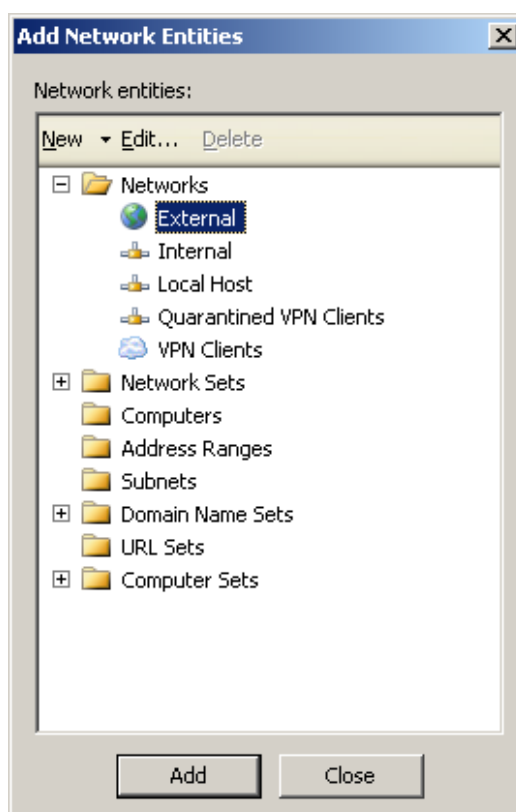 Add Network Entities
Network entities:
New Edit... Delete
Networks
External
Internal
Local Host
Quarantined VPN Clients
VPN Clients
Network Sets
Computers
Address Ranges
Subnets
Domain Name Sets
URL Sets
Computer Sets
Add Close